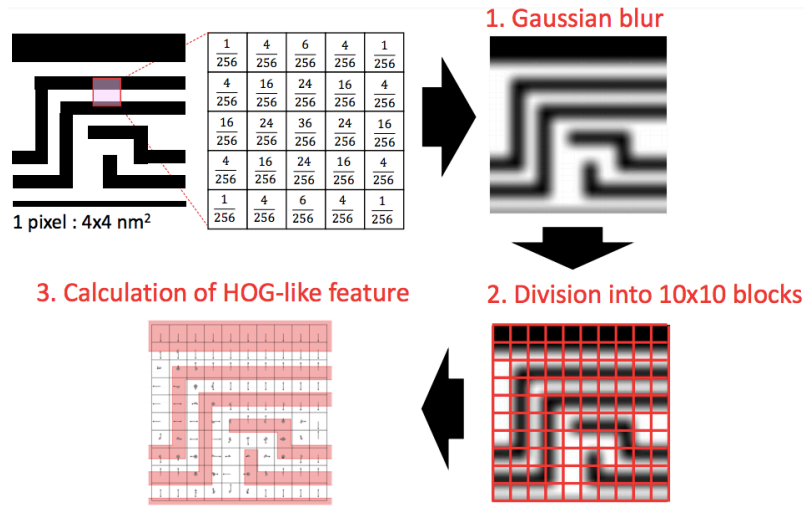 1. Gaussian blur
1/256 4/256 6/256 4/256 1/256
4/256 16/256 24/256 16/256 4/256
16/256 24/256 36/256 24/256 16/256
4/256 16/256 24/256 16/256 4/256
1/256 4/256 6/256 4/256 1/256
1 pixel : 4x4 nm²
3. Calculation of HOG-like feature
2. Division into 10x10 blocks